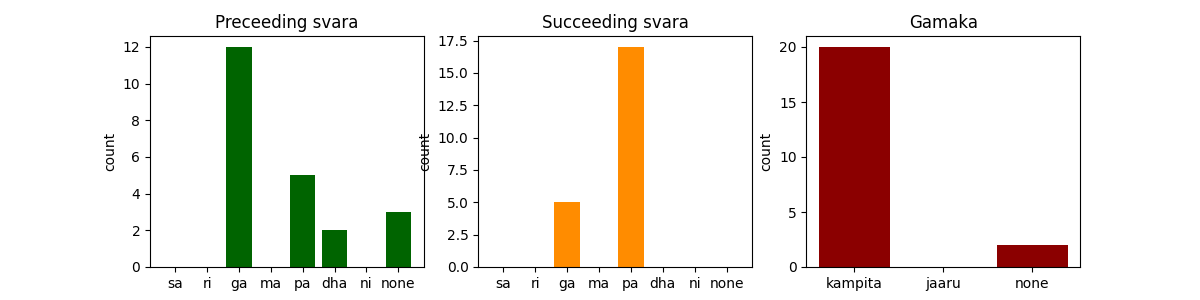 Preceeding svara
count
12
10
8
6
4
2
0
sa ri ga ma pa dha ni none
Succeeding svara
count
17.5
15.0
12.5
10.0
7.5
5.0
2.5
0.0
sa ri ga ma pa dha ni none
Gamaka
count
20
15
10
5
0
kampita jaaru none